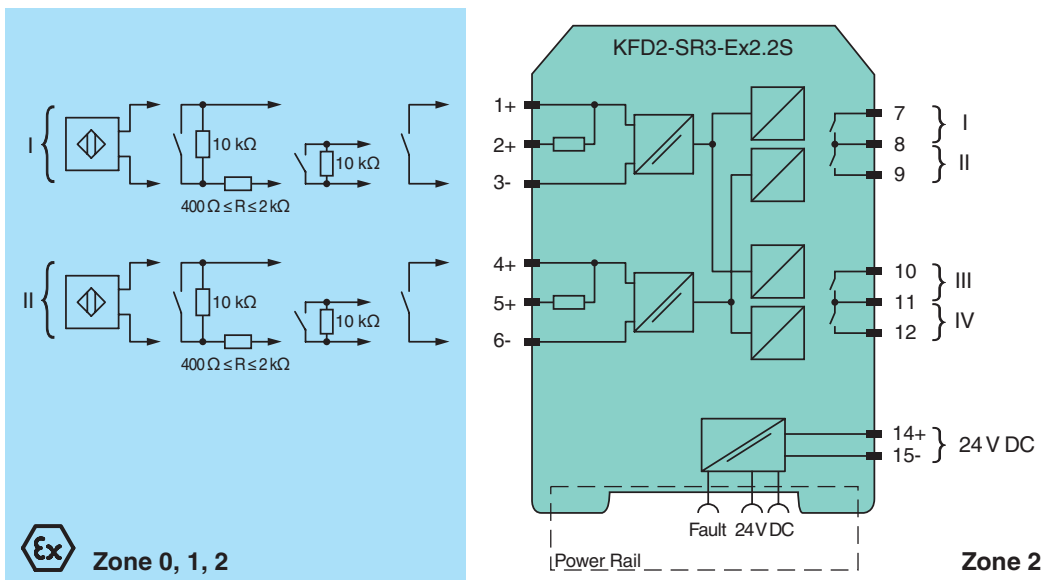 KFD2-SR3-Ex2.2S
I
10 kΩ
10 kΩ
400 Ω ≤ R ≤ 2 kΩ
II
10 kΩ
10 kΩ
400 Ω ≤ R ≤ 2 kΩ
1+
2+
3-
4+
5+
6-
7
8
9
I
II
10
11
12
III
IV
14+
15-
24 V DC
Fault 24 V DC
Power Rail
Ex Zone 0, 1, 2
Zone 2